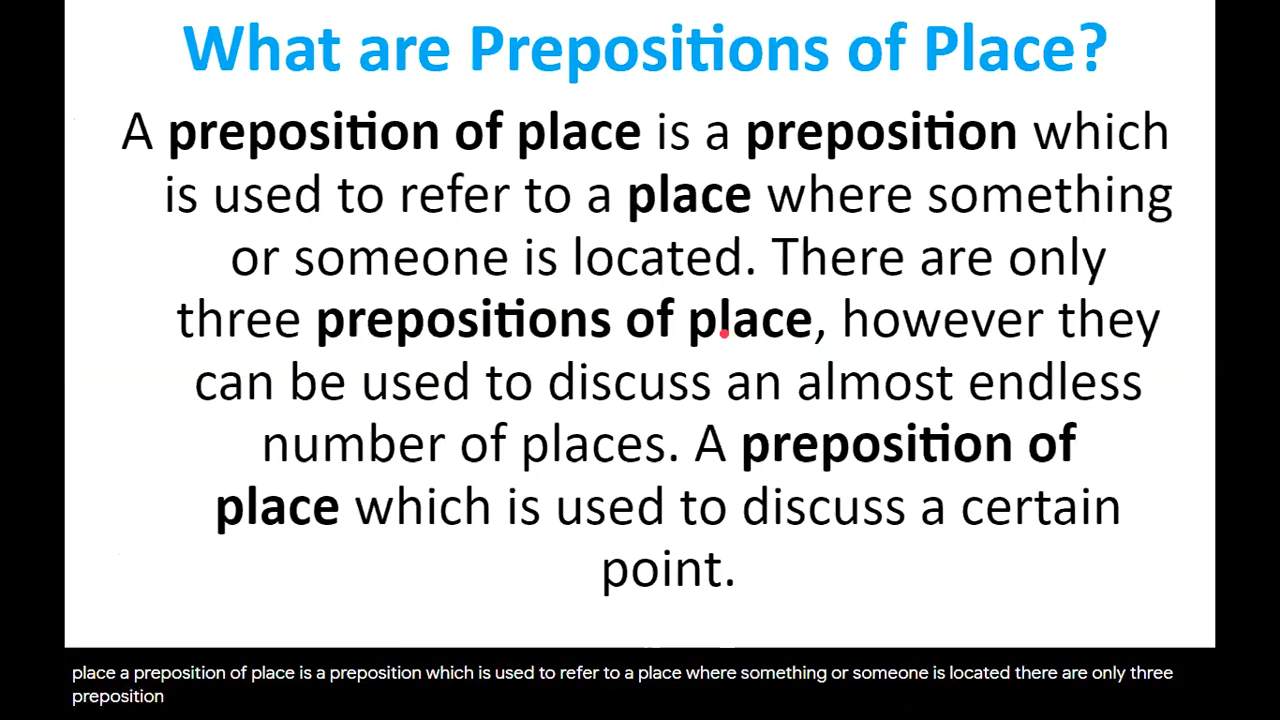 What are Prepositions of Place?
A preposition of place is a preposition which
is used to refer to a place where something
or someone is located. There are only
three prepositions of place, however they
can be used to discuss an almost endless
number of places. A preposition of
place which is used to discuss a certain
point.
place a preposition of place is a preposition which is used to refer to a place where something or someone is located there are only three
preposition